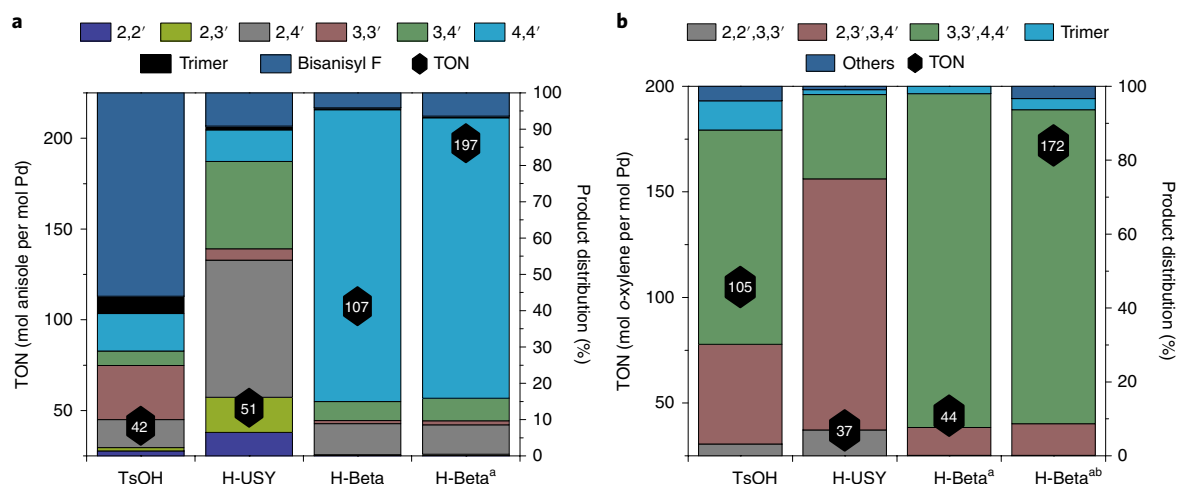 a
2,2′ 2,3′ 2,4′ 3,3′ 3,4′ 4,4′
Trimer Bisanisyl F TON
TON (mol anisole per mol Pd)
200
150
100
50
42
51
107
197
100
90
80
70
60
50
40
30
20
10
0
Product distribution (%)
TsOH H-USY H-Beta H-Betaᵃ
b
2,2′,3,3′ 2,3′,3,4′ 3,3′,4,4′ Trimer
Others TON
TON (mol o-xylene per mol Pd)
200
150
100
50
105
37
44
172
100
80
60
40
20
0
Product distribution (%)
TsOH H-USY H-Betaᵃ H-Betaᵃᵇ